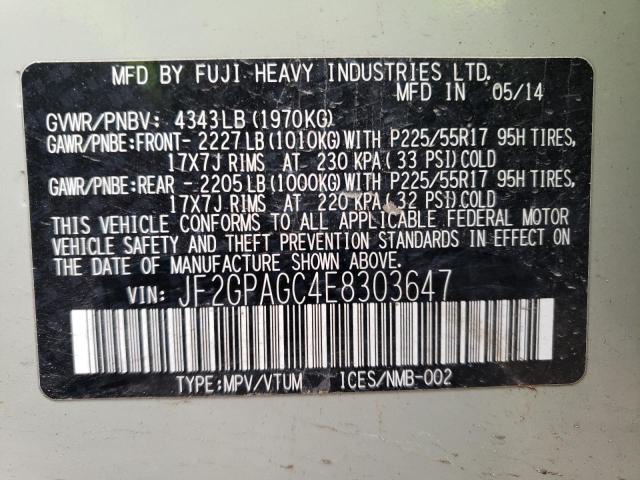 MFD BY FUJI HEAVY INDUSTRIES LTD.
MFD IN 05/14
GVWR/PNBV: 4343LB (1970KG)
GAWR/PNBE:FRONT- 2227LB (1010KG) WITH P225/55R17 95H TIRES,
17X7J RIMS AT 230 KPA (33 PSI) COLD
GAWR/PNBE:REAR - 2205LB (1000KG) WITH P225/55R17 95H TIRES,
17X7J RIMS AT 220 KPA (32 PSI) COLD
THIS VEHICLE CONFORMS TO ALL APPLICABLE FEDERAL MOTOR
VEHICLE SAFETY AND THEFT PREVENTION STANDARDS IN EFFECT ON
THE DATE OF MANUFACTURE SHOWN ABOVE.
VIN: JF2GPAGC4E8303647
TYPE:MPV/VTUM ICES/NMB-002